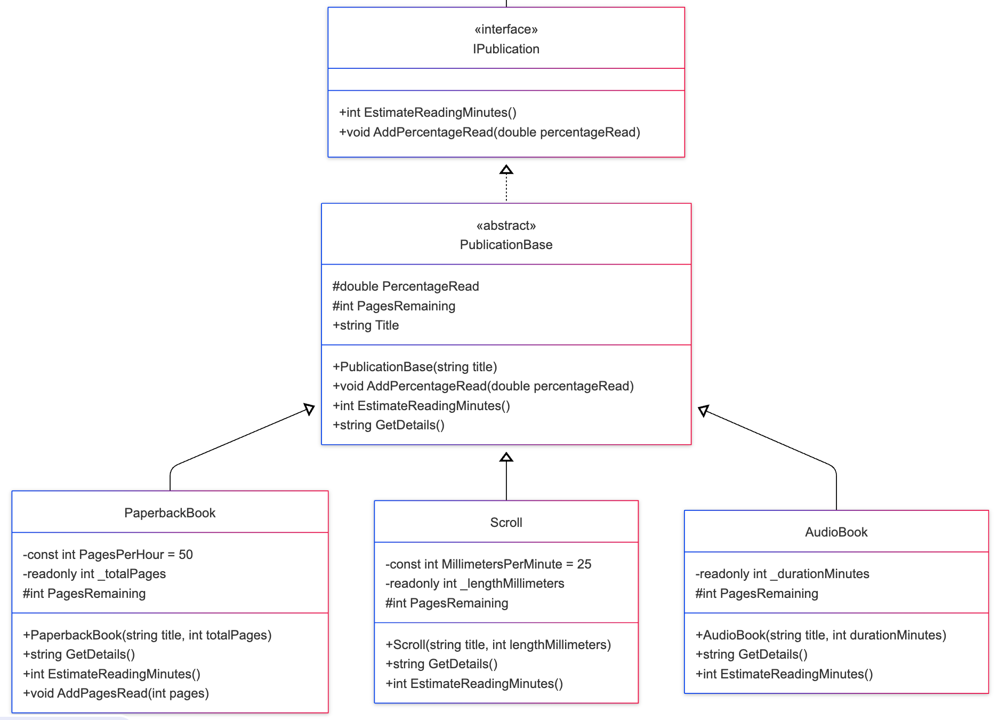 «interface»
IPublication
+int EstimateReadingMinutes()
+void AddPercentageRead(double percentageRead)
«abstract»
PublicationBase
#double PercentageRead
#int PagesRemaining
+string Title
+PublicationBase(string title)
+void AddPercentageRead(double percentageRead)
+int EstimateReadingMinutes()
+string GetDetails()
PaperbackBook
-const int PagesPerHour = 50
-readonly int _totalPages
#int PagesRemaining
+PaperbackBook(string title, int totalPages)
+string GetDetails()
+int EstimateReadingMinutes()
+void AddPagesRead(int pages)
Scroll
-const int MillimetersPerMinute = 25
-readonly int _lengthMillimeters
#int PagesRemaining
+Scroll(string title, int lengthMillimeters)
+string GetDetails()
+int EstimateReadingMinutes()
AudioBook
-readonly int _durationMinutes
#int PagesRemaining
+AudioBook(string title, int durationMinutes)
+string GetDetails()
+int EstimateReadingMinutes()